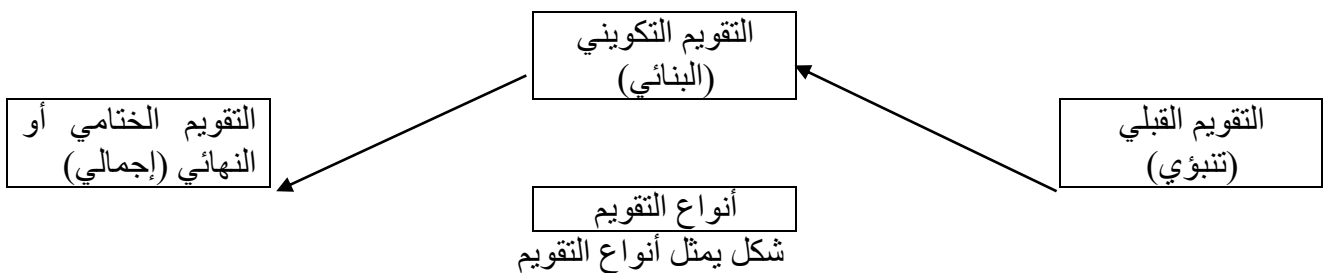 التقويم القبلي
(تنبؤي)
التقويم التكويني
(البنائي)
التقويم الختامي أو
النهائي (إجمالي)
أنواع التقويم
شكل يمثل أنواع التقويم